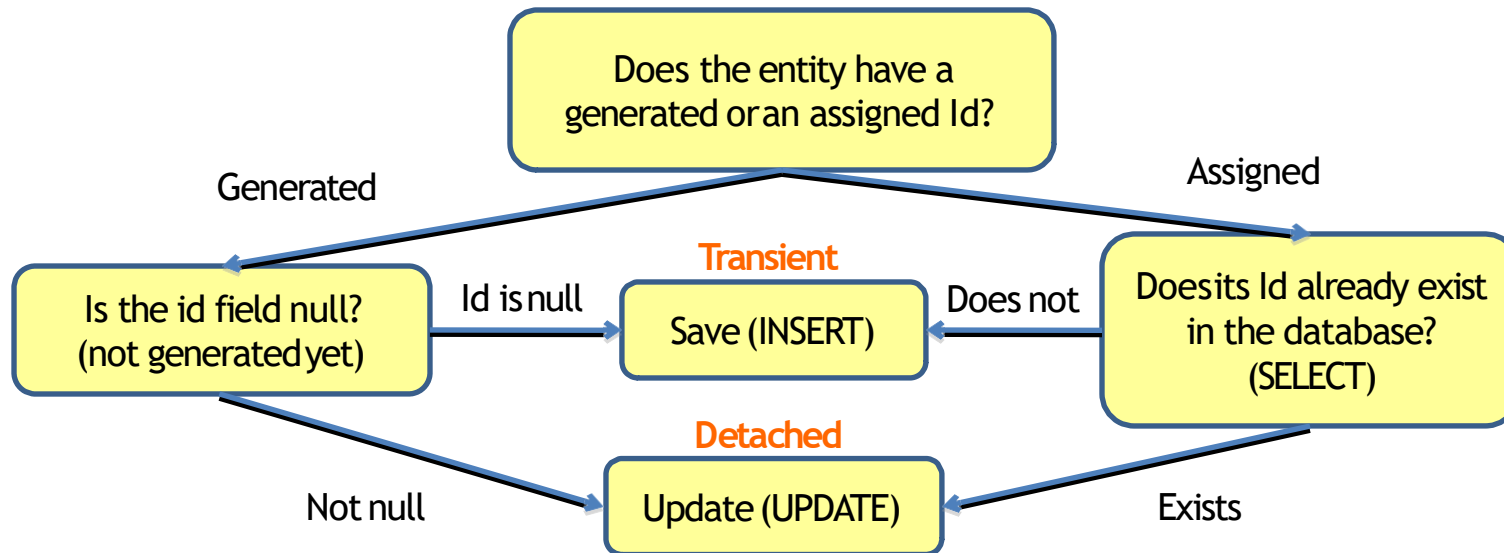 Does the entity have a
generated or an assigned Id?
Generated
Assigned
Transient
Is the id field null?
(not generated yet)
Id is null
Save (INSERT)
Does not
Does its Id already exist
in the database?
(SELECT)
Detached
Not null
Update (UPDATE)
Exists